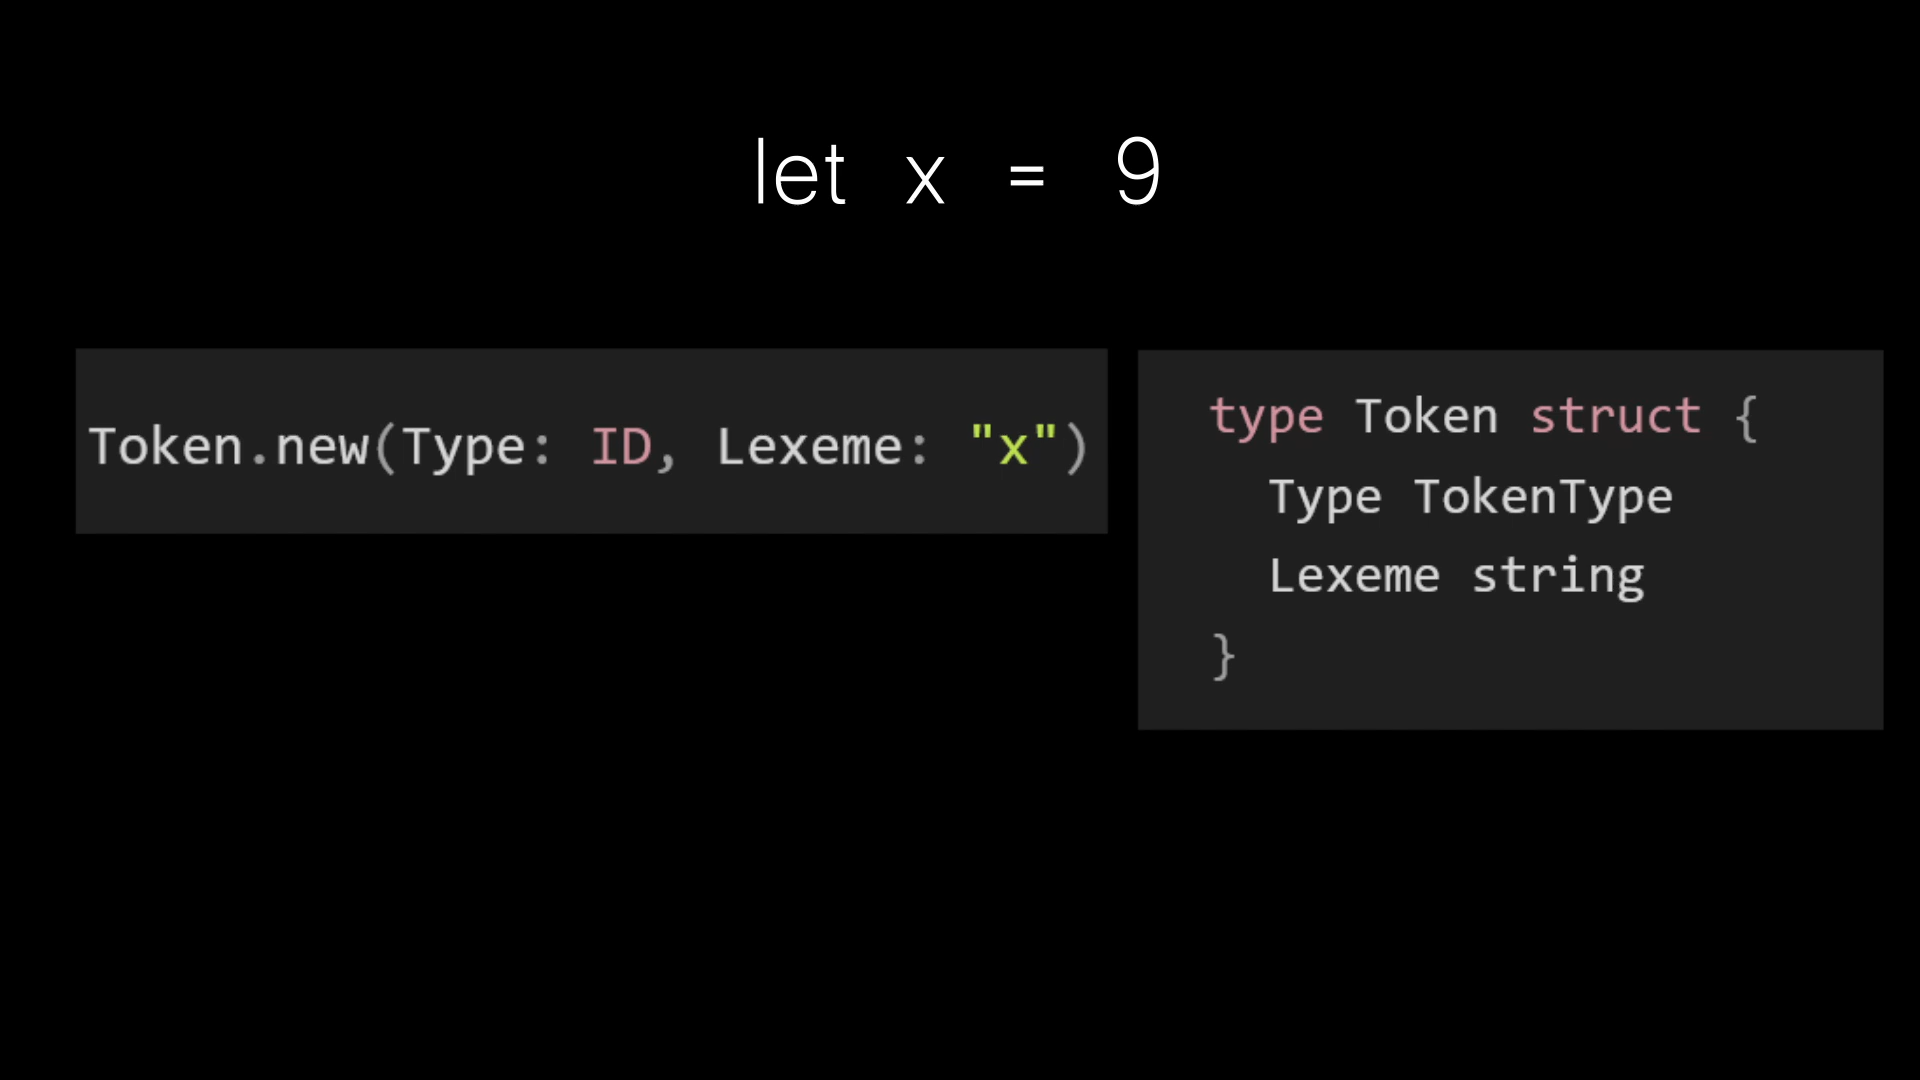 let x = 9
Token.new(Type: ID, Lexeme: "x")
type Token struct {
Type TokenType
Lexeme string
}